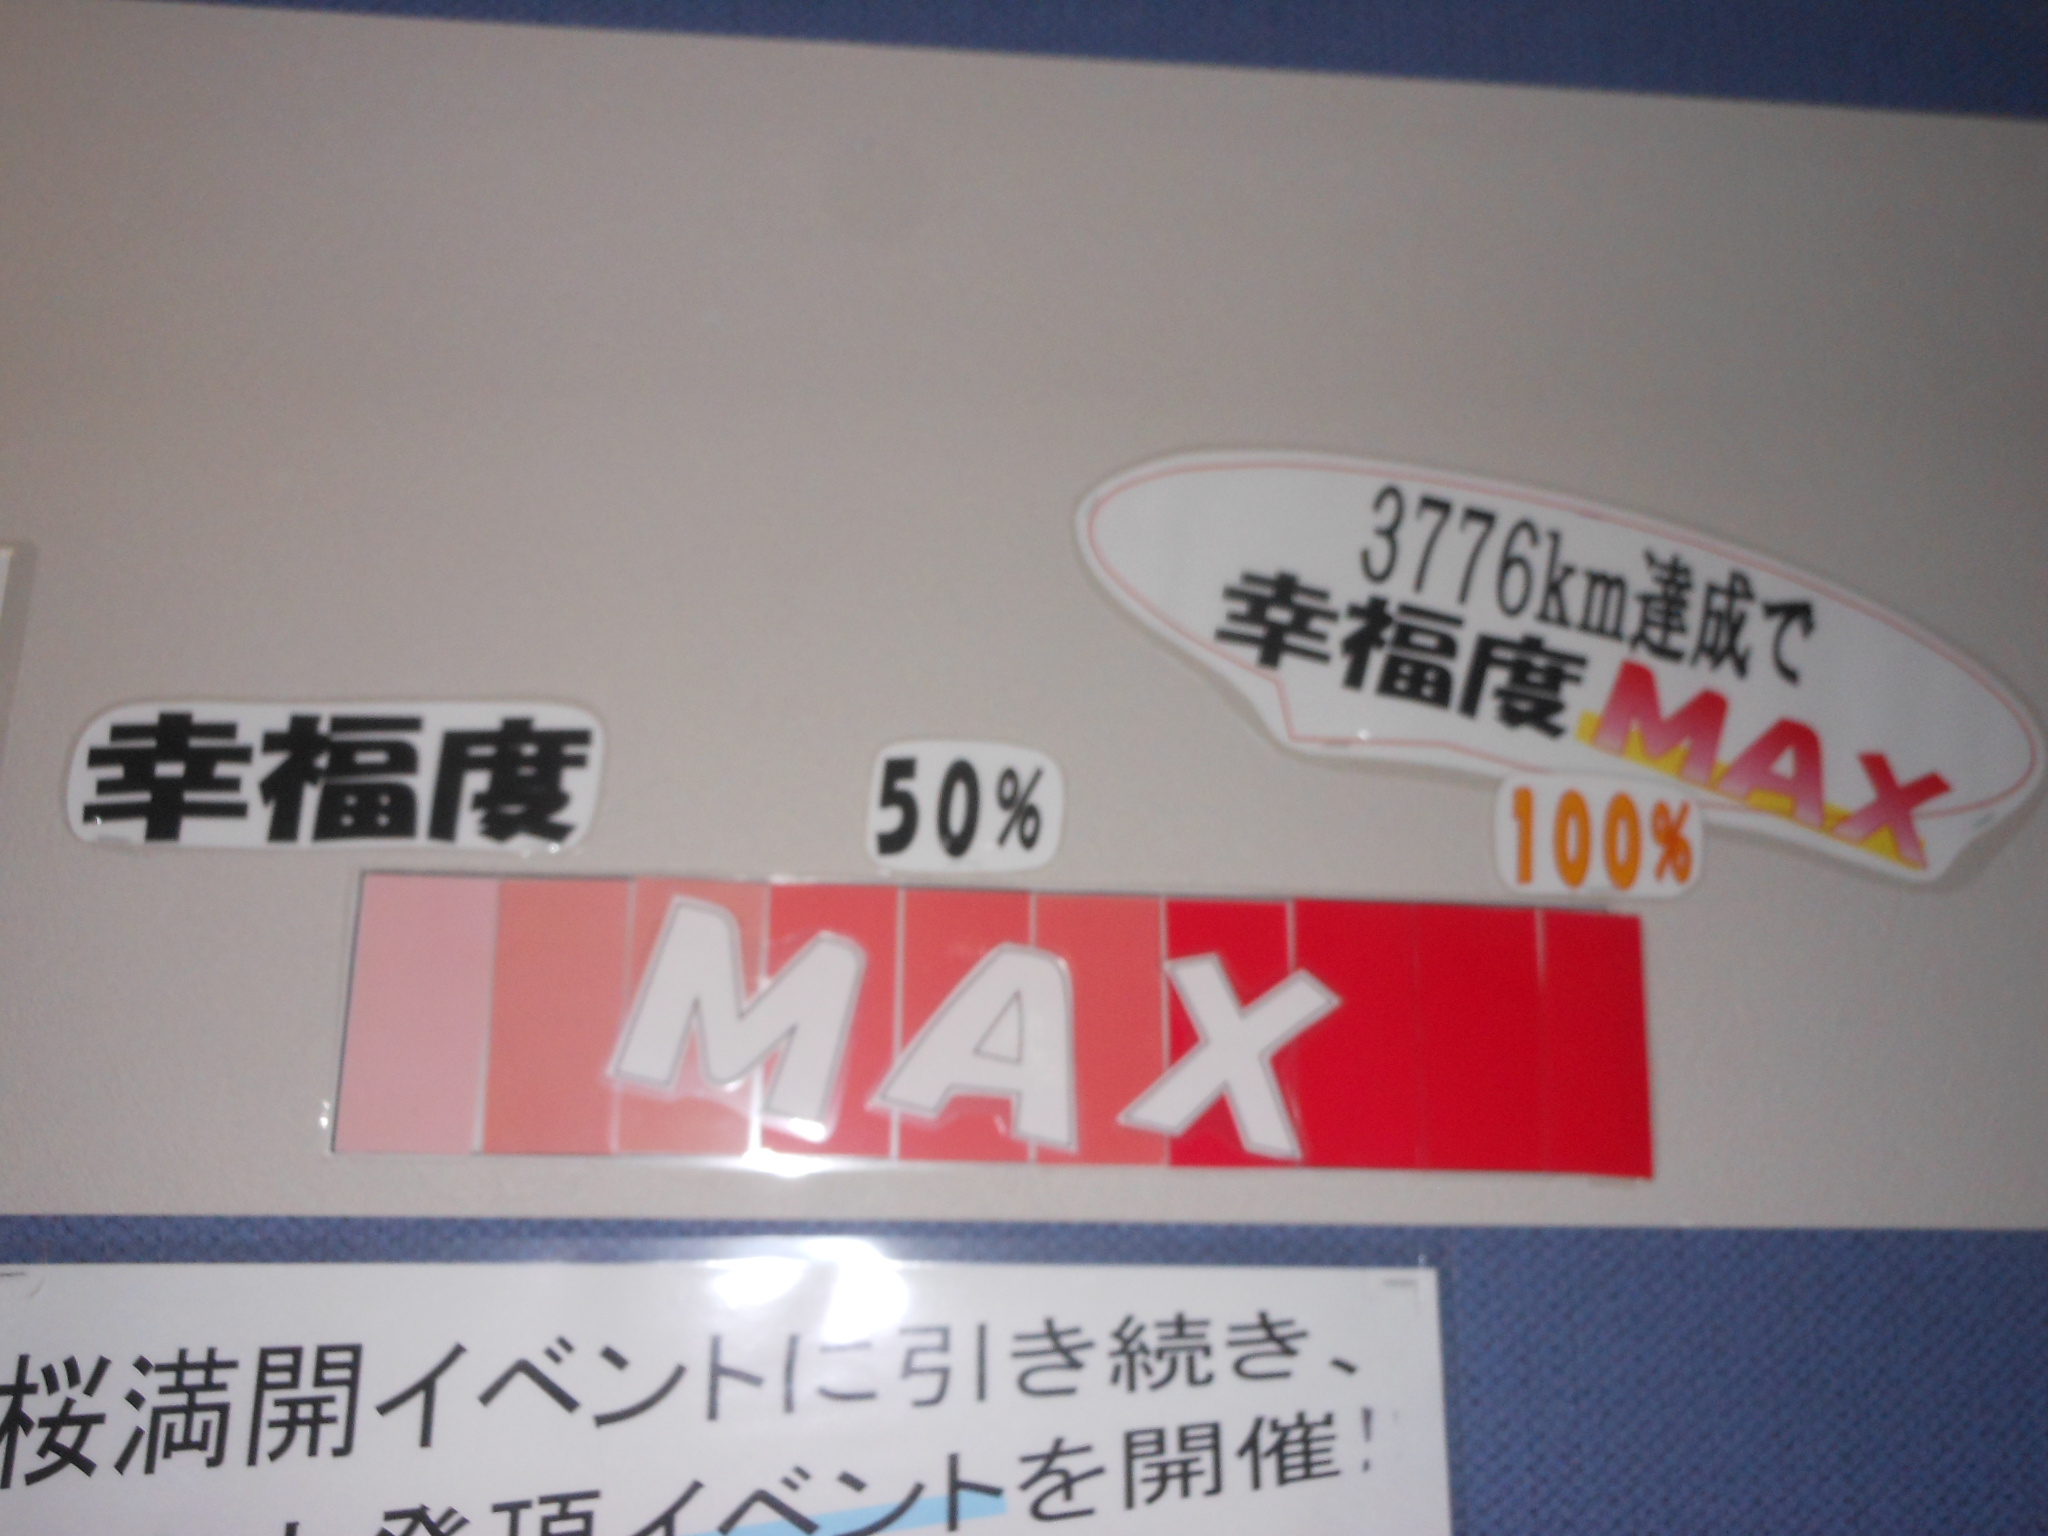 3776km達成で
幸福度MAX
幸福度
50%
100%
MAX
桜満開イベントに引き続き、
登頂イベントを開催!